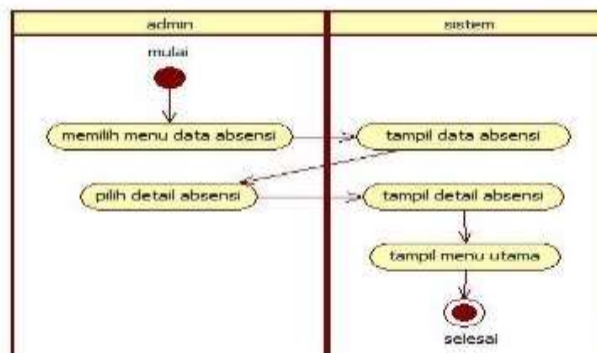 admin
sistem
mulai
memilih menu data absensi
tampil data absensi
pilih detail absensi
tampil detail absensi
tampil menu utama
selesai